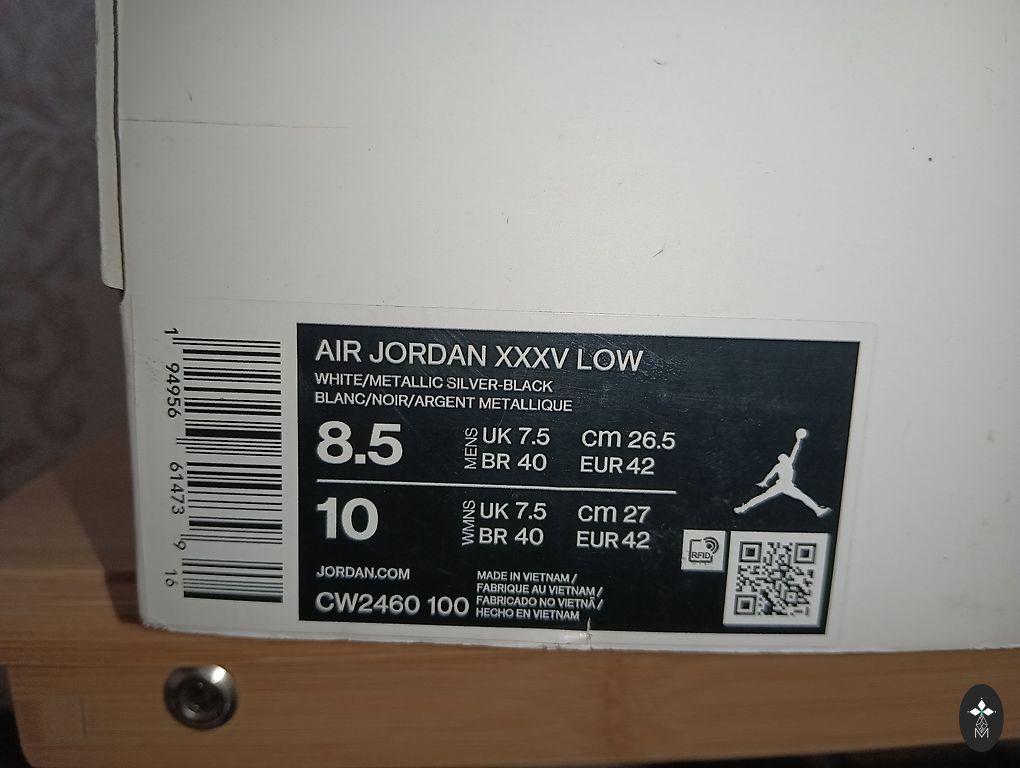 AIR JORDAN XXXV LOW
WHITE/METALLIC SILVER-BLACK
BLANC/NOIR/ARGENT METALLIQUE
8.5 MENS UK 7.5 cm 26.5
BR 40 EUR 42
10 WMNS UK 7.5 cm 27
BR 40 EUR 42
RFID
JORDAN.COM
CW2460 100
MADE IN VIETNAM /
FABRIQUE AU VIETNAM /
FABRICADO NO VIETNÃ /
HECHO EN VIETNAM
1 94956 61473 9 16
M